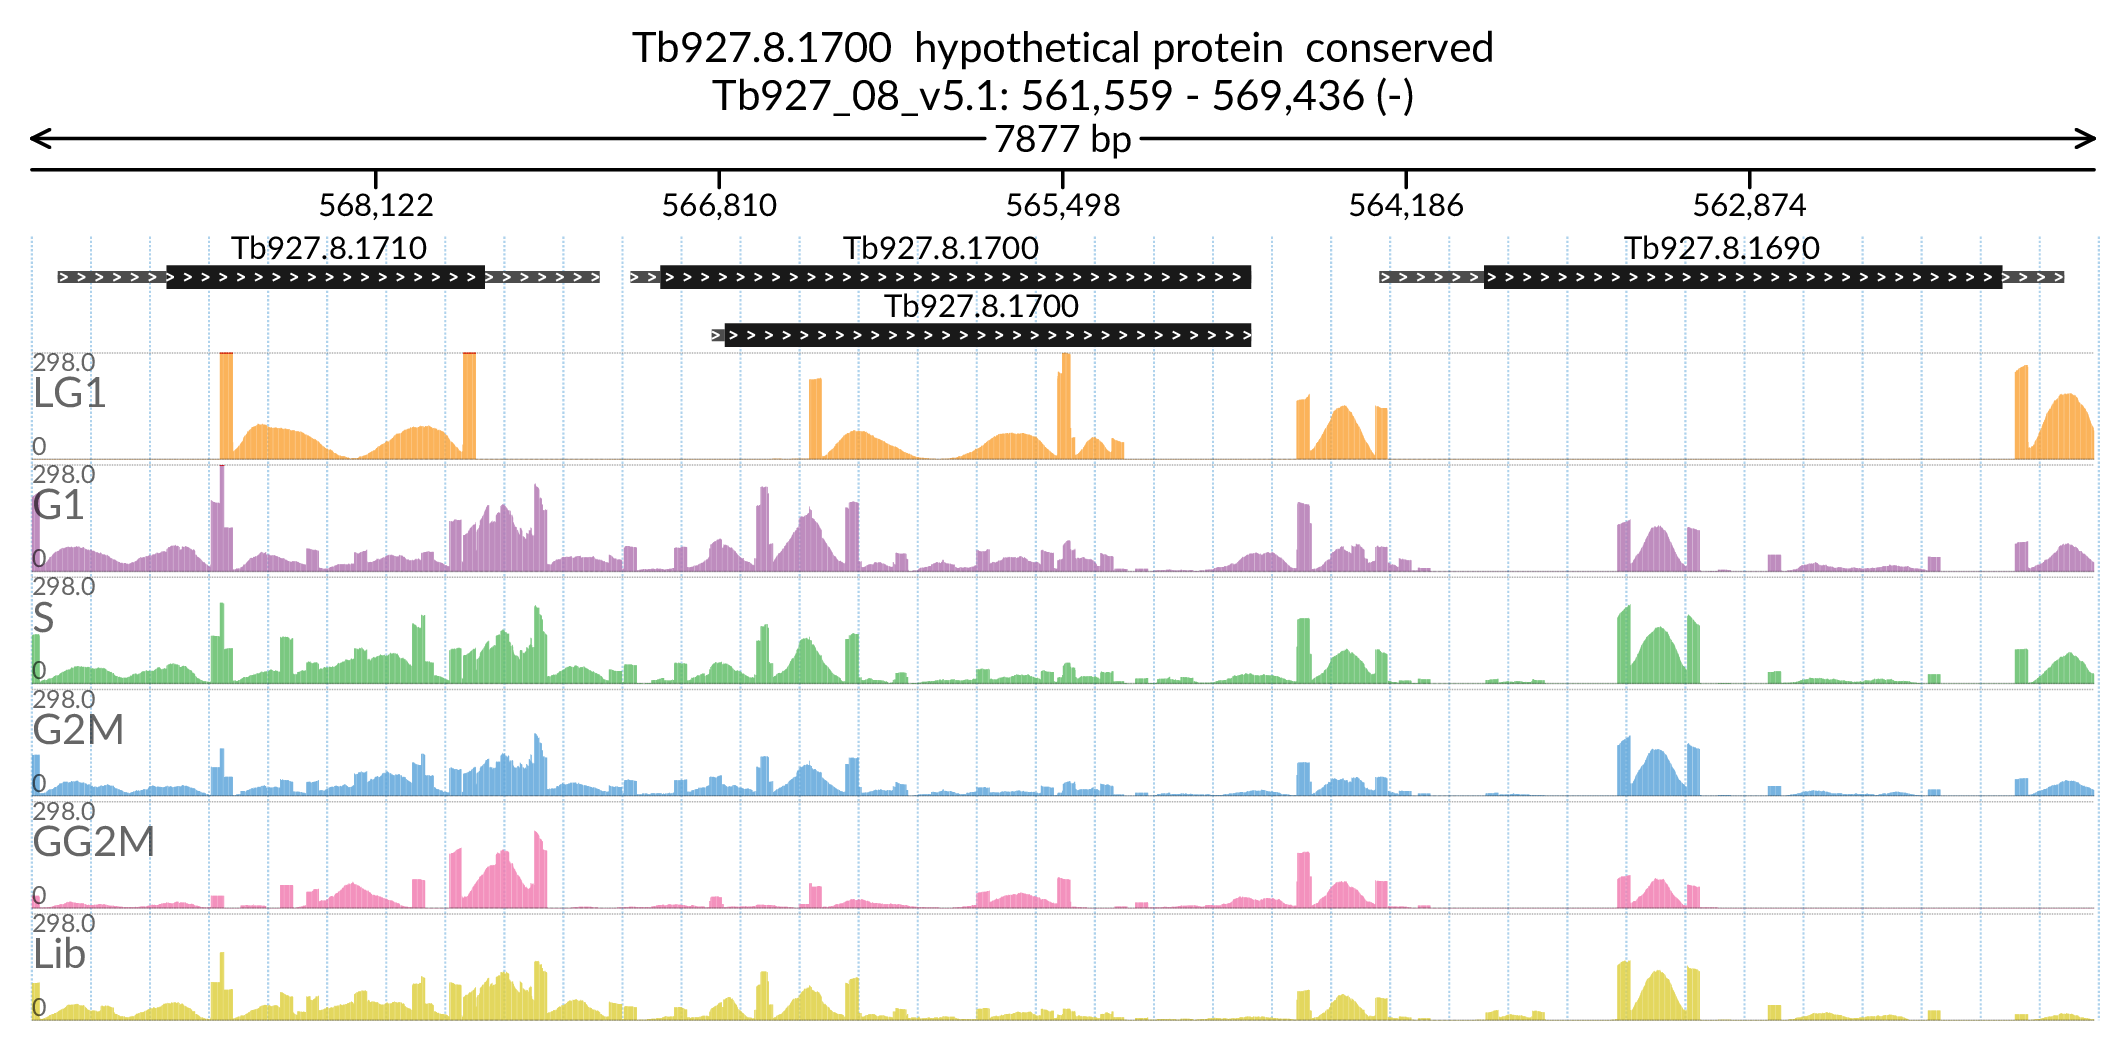 Tb927.8.1700 hypothetical protein conserved
Tb927_08_v5.1: 561,559 - 569,436 (-)
7877 bp
568,122 566,810 565,498 564,186 562,874
Tb927.8.1710 Tb927.8.1700 Tb927.8.1690
Tb927.8.1700
298.0
LG1
0
298.0
G1
0
298.0
S
0
298.0
G2M
0
298.0
GG2M
0
298.0
Lib
0